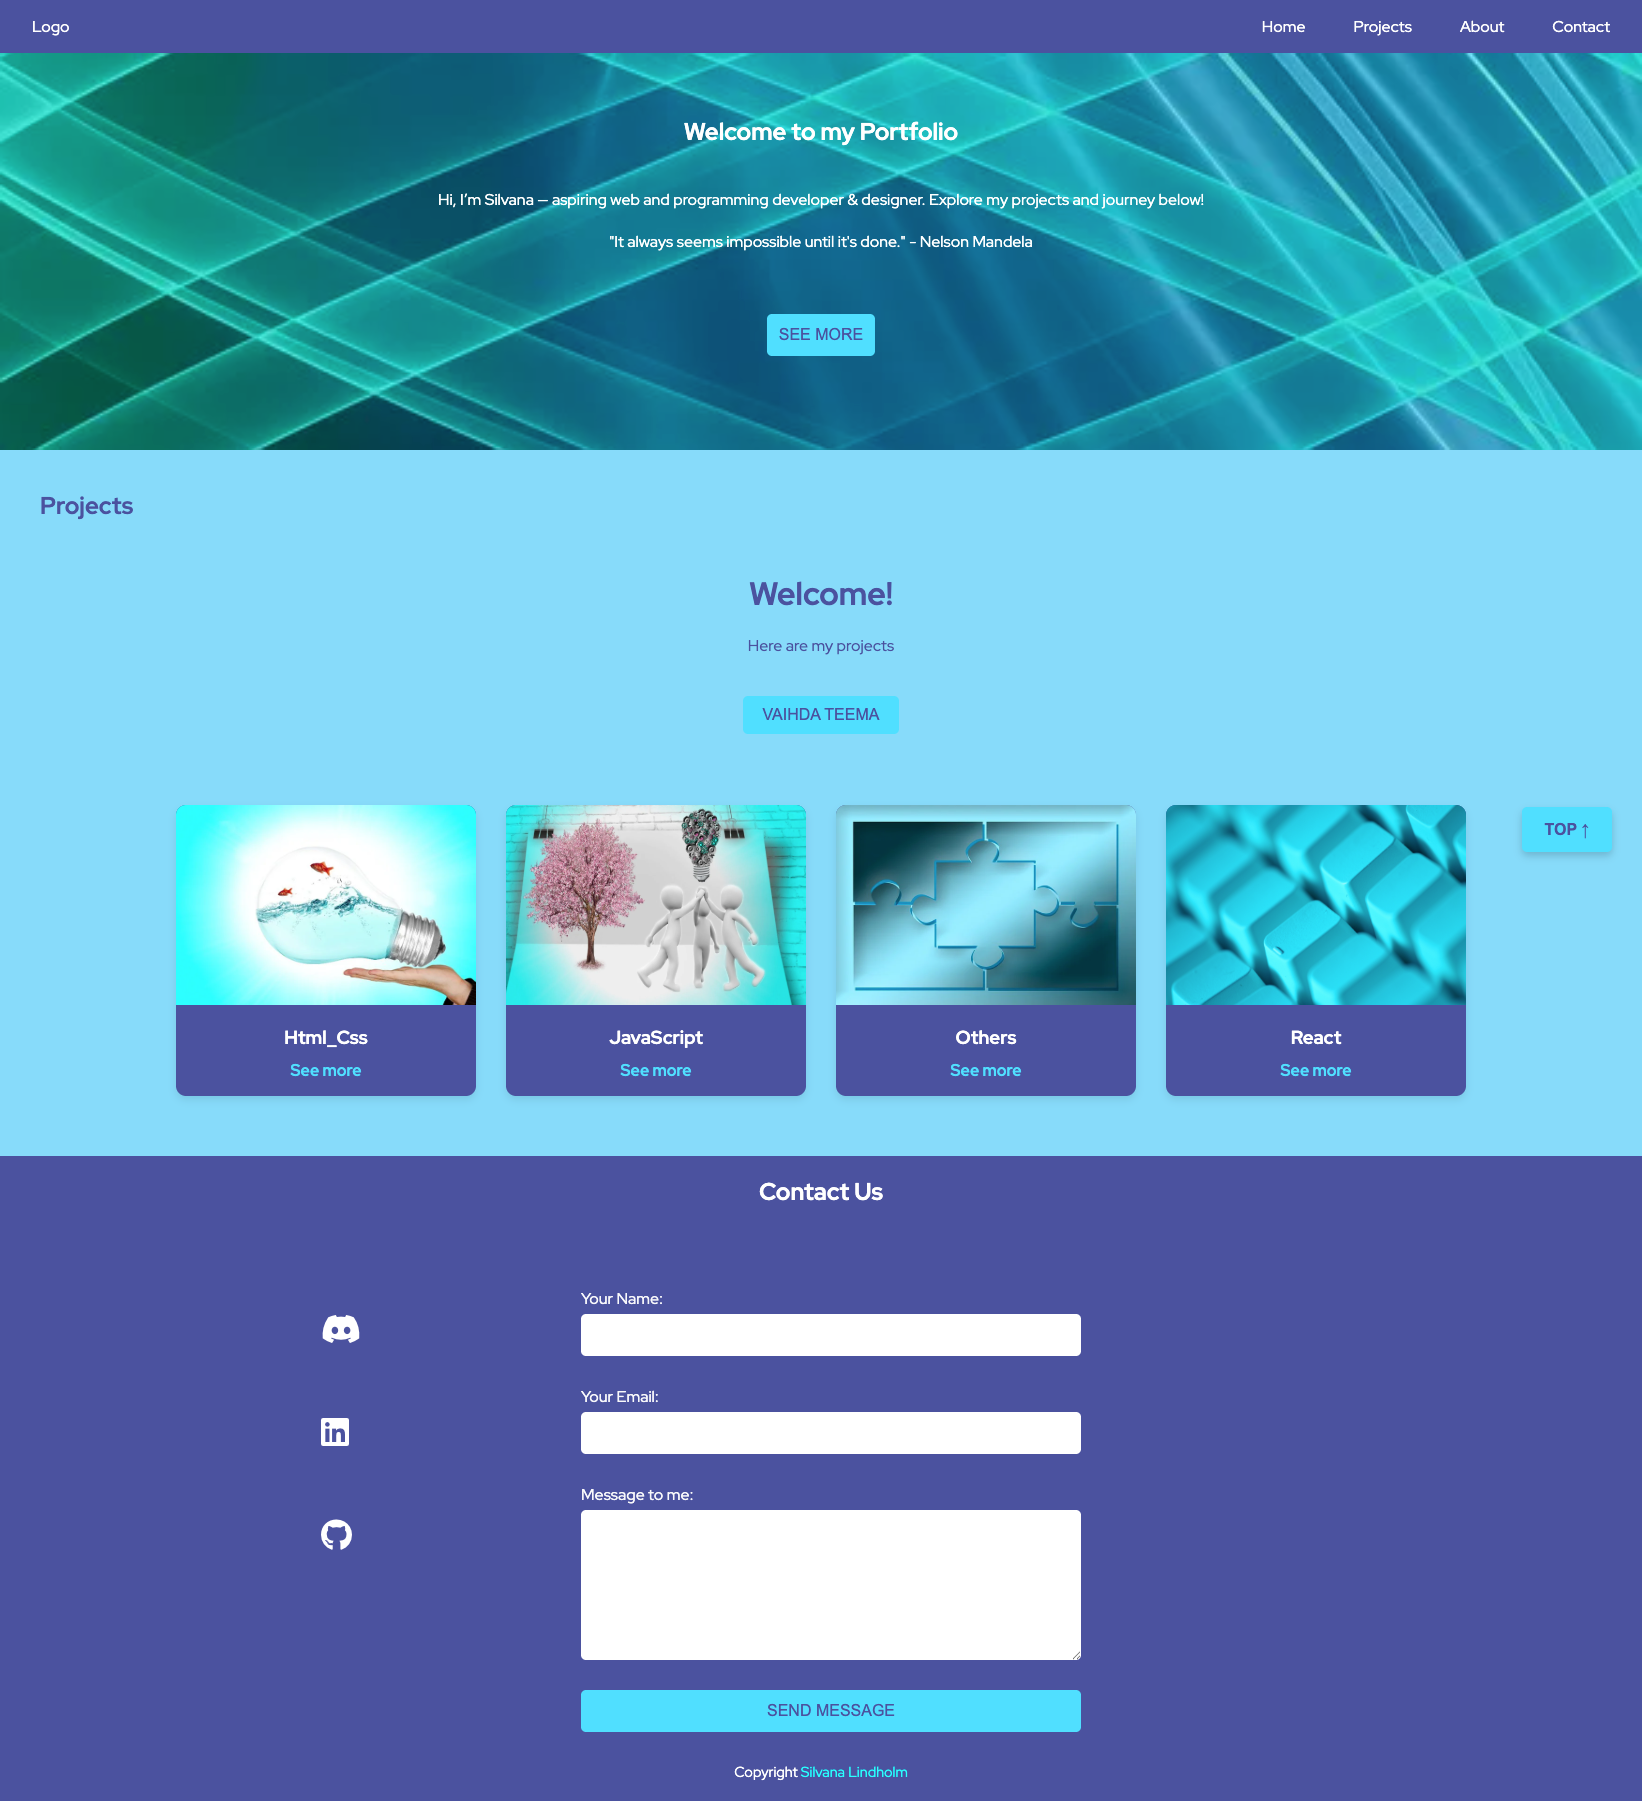 Logo
Home
Projects
About
Contact
Welcome to my Portfolio
Hi, I’m Silvana — aspiring web and programming developer & designer. Explore my projects and journey below!
"It always seems impossible until it's done." - Nelson Mandela
SEE MORE
Projects
Welcome!
Here are my projects
VAIHDA TEEMA
TOP ↑
Html_Css
See more
JavaScript
See more
Others
See more
React
See more
Contact Us
Your Name:
in
Your Email:
Message to me:
SEND MESSAGE
Copyright Silvana Lindholm